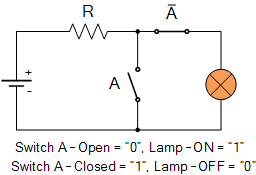 R
Ā
+
-
A
Switch A - Open = "0", Lamp - ON = "1"
Switch A - Closed = "1", Lamp - OFF = "0"